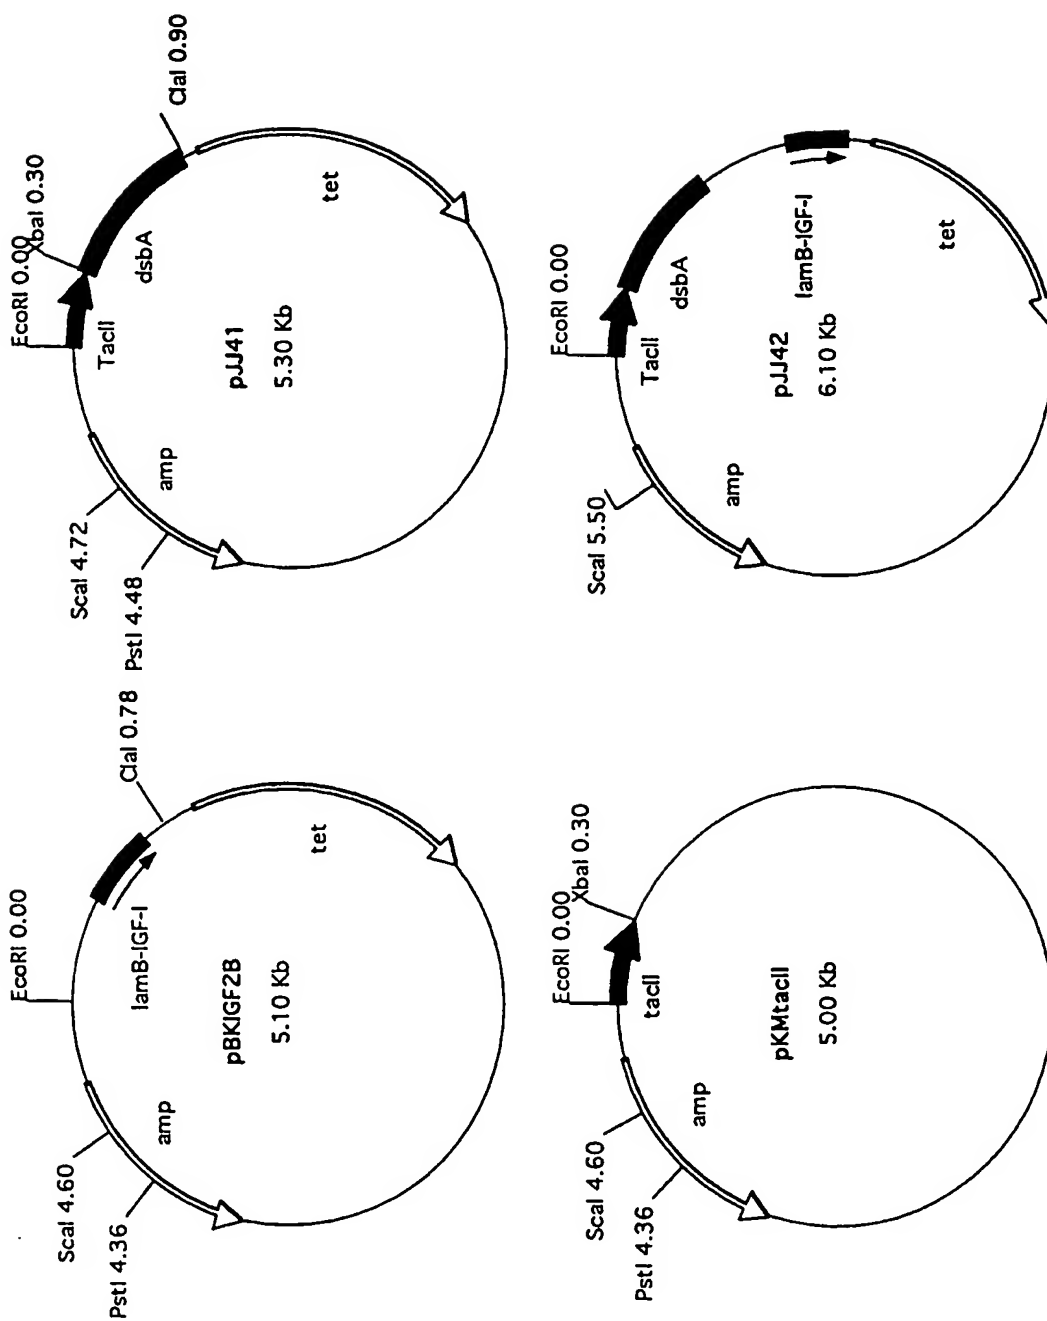 EcoRI 0.00
lamB-IGF-I
ClaI 0.78
tet
pBKIGF2B
5.10 Kb
amp
ScaI 4.60
PstI 4.36
EcoRI 0.00
XbaI 0.30
TacII
dsbA
ClaI 0.90
tet
pJJ41
5.30 Kb
amp
ScaI 4.72
PstI 4.48
EcoRI 0.00
XbaI 0.30
tacII
pKMtacII
5.00 Kb
amp
ScaI 4.60
PstI 4.36
EcoRI 0.00
TacII
dsbA
lamB-IGF-I
tet
pJJ42
6.10 Kb
amp
ScaI 5.50